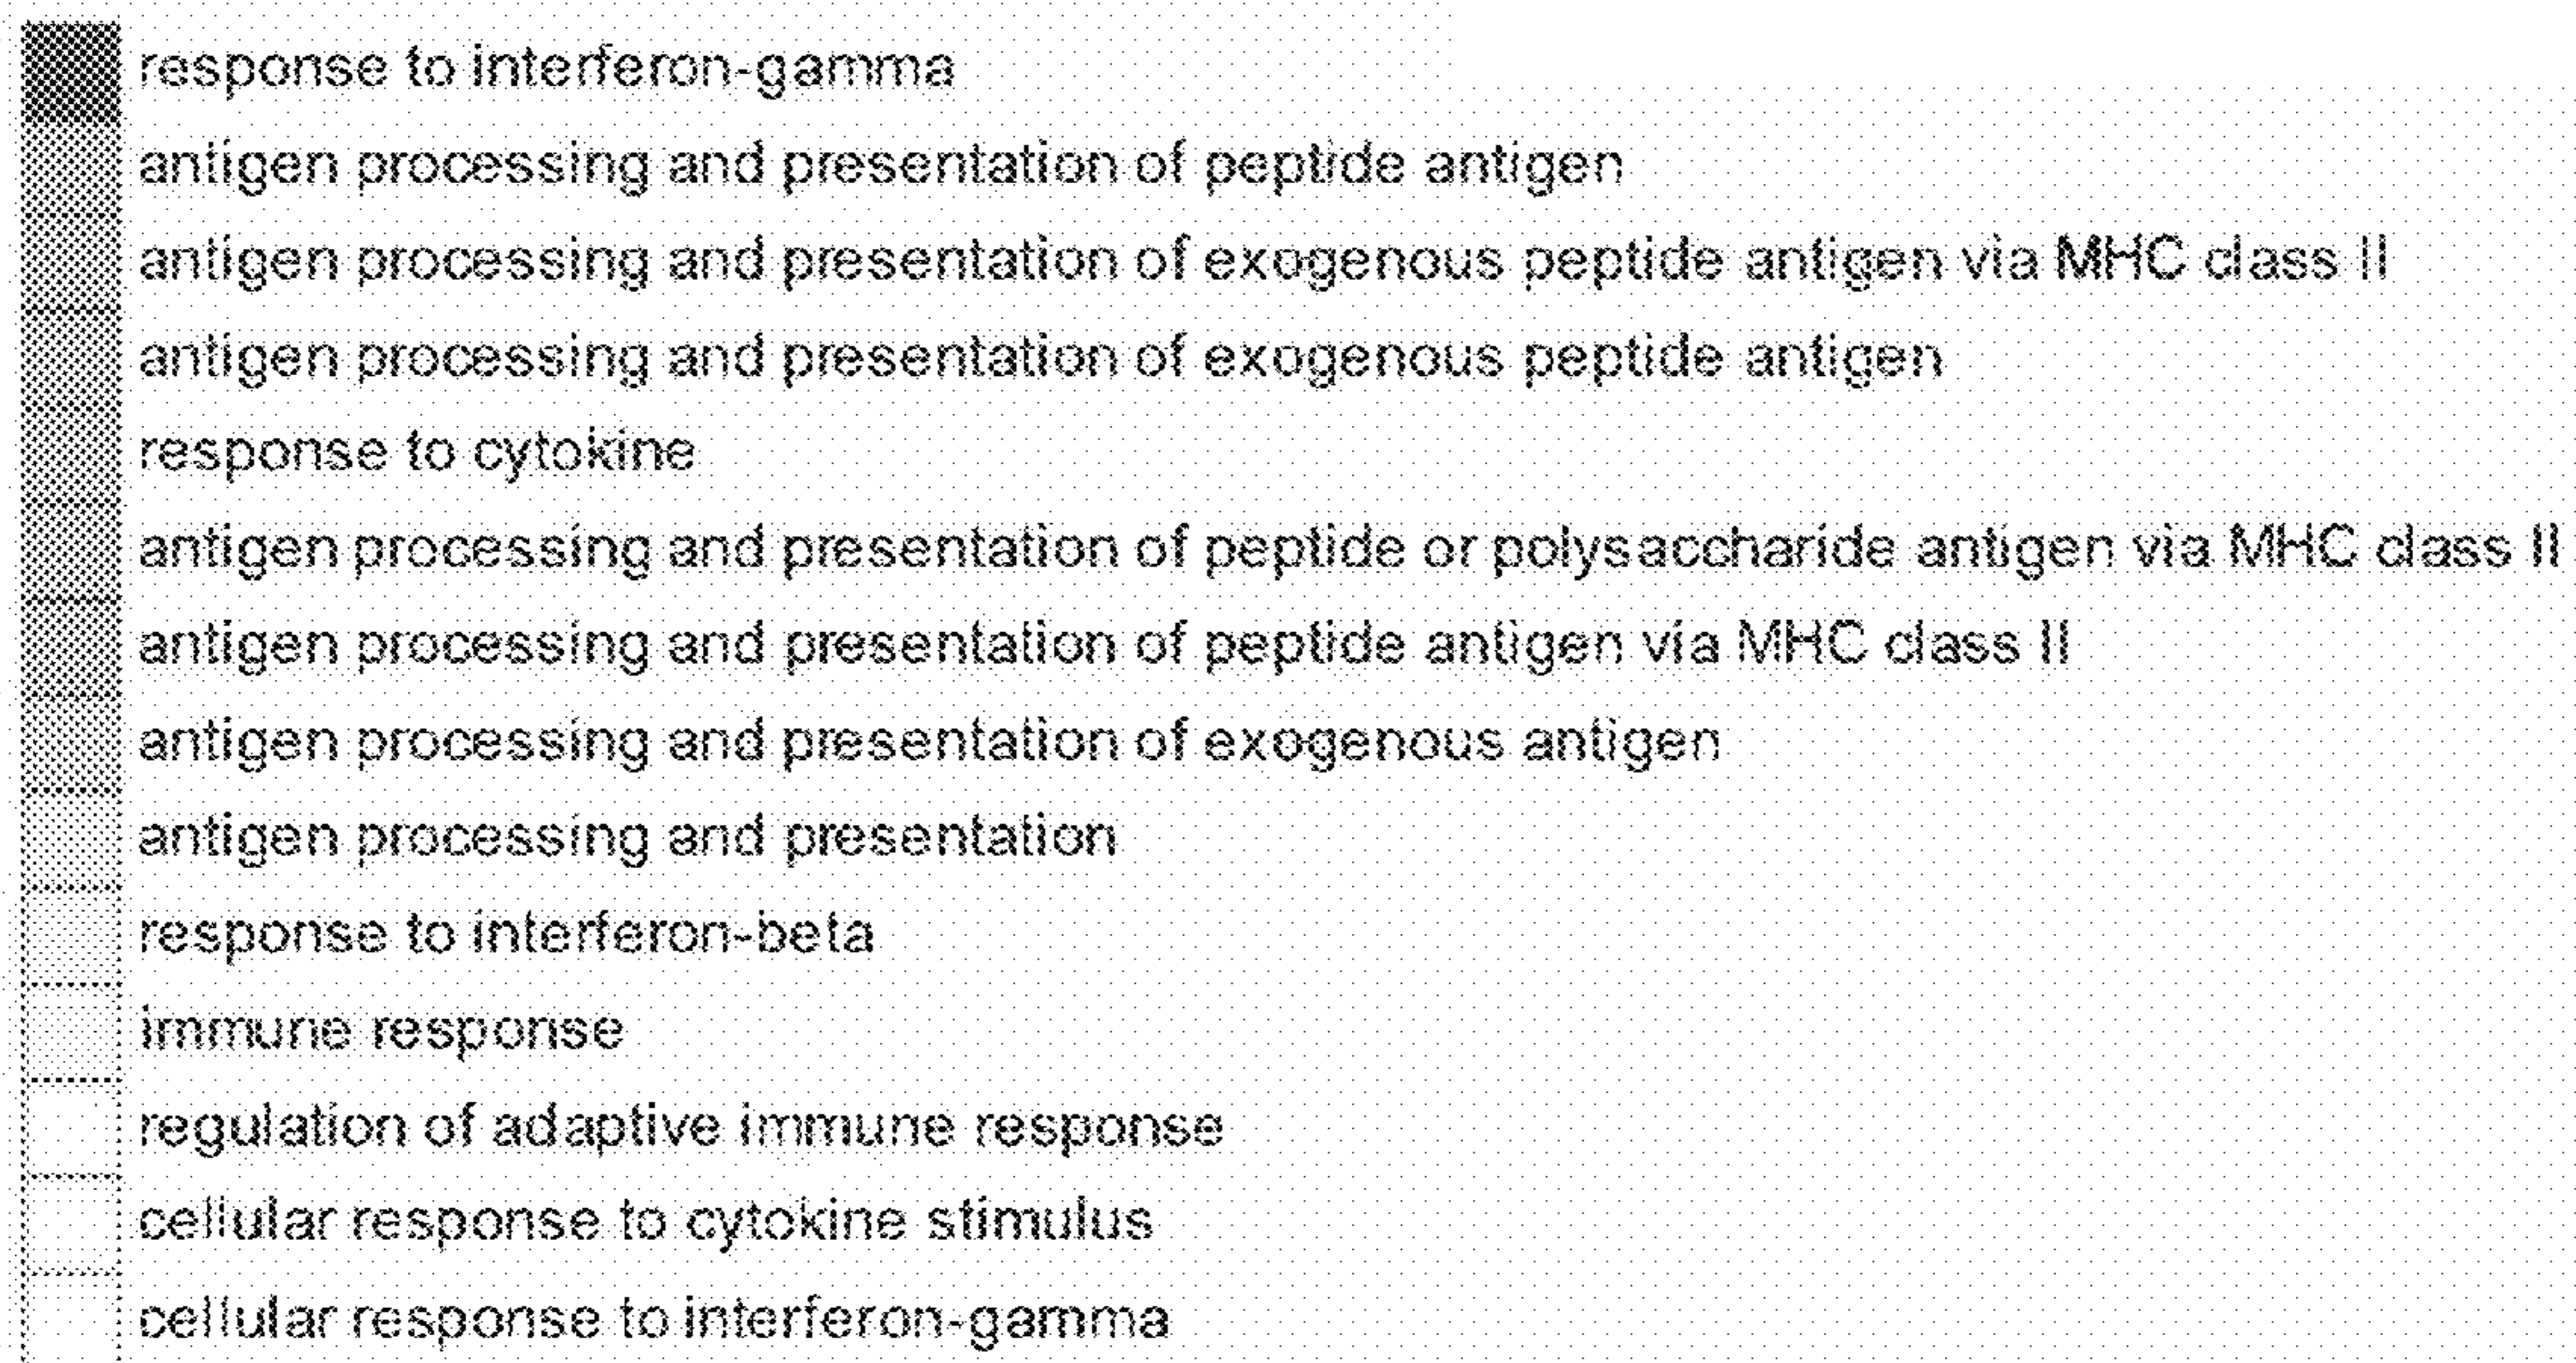 response to interferon-gamma
antigen processing and presentation of peptide antigen
antigen processing and presentation of exogenous peptide antigen via MHC class II
antigen processing and presentation of exogenous peptide antigen
response to cytokine
antigen processing and presentation of peptide or polysaccharide antigen via MHC class II
antigen processing and presentation of peptide antigen via MHC class II
antigen processing and presentation of exogenous antigen
antigen processing and presentation
response to interferon-beta
immune response
regulation of adaptive immune response
cellular response to cytokine stimulus
cellular response to interferon-gamma